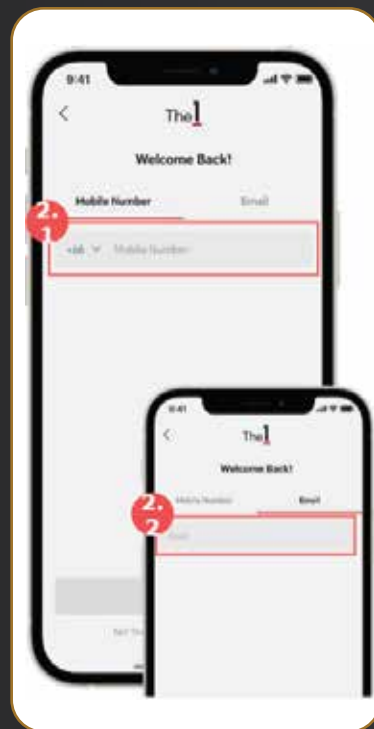 9:41
The1
Welcome Back!
Mobile Number Email
2.1
+66 Mobile Number
9:41
The1
Welcome Back!
Mobile Number Email
2.2
Email